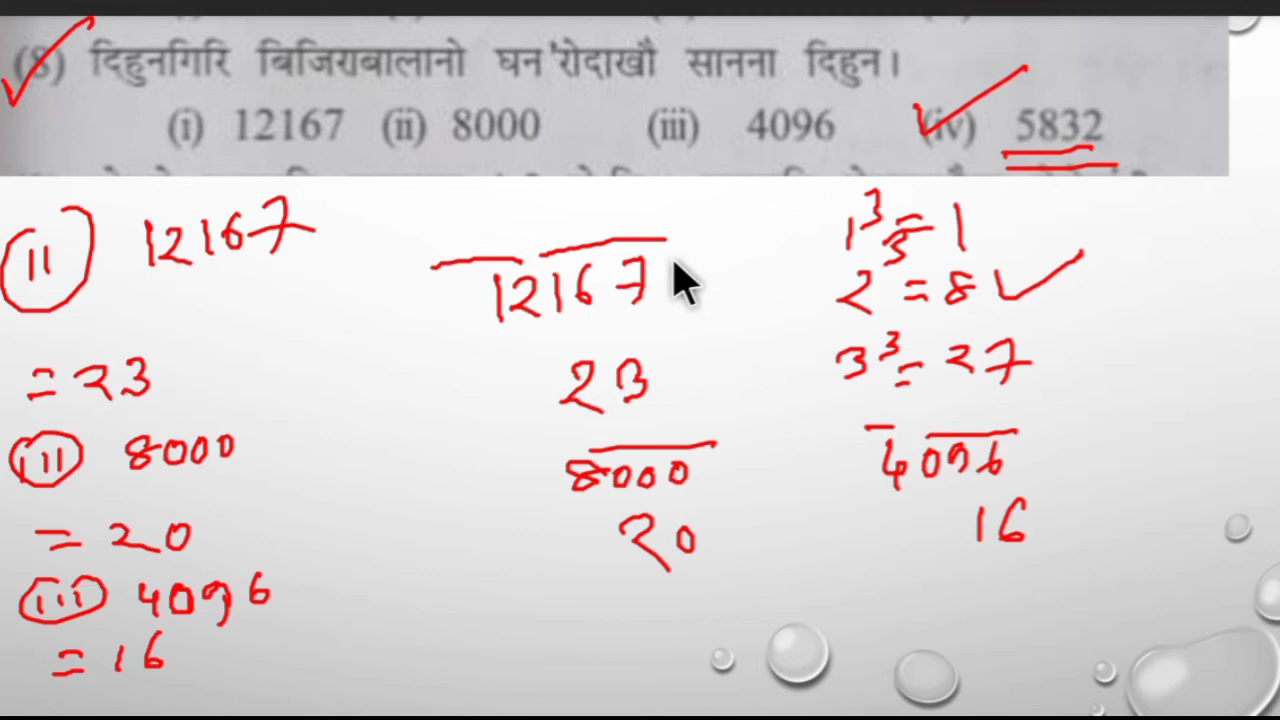 (8) दिहुनगिरि बिजिराबालानो घन 'रोदाखौ सानना दिहुन।
(i) 12167 (ii) 8000 (iii) 4096 (iv) 5832
(ii) 12167
= 23
(iii) 8000
= 20
(iii) 4096
= 16
12167
23
8000
20
1³ = 1
2³ = 8
3³ = 27
4096
16